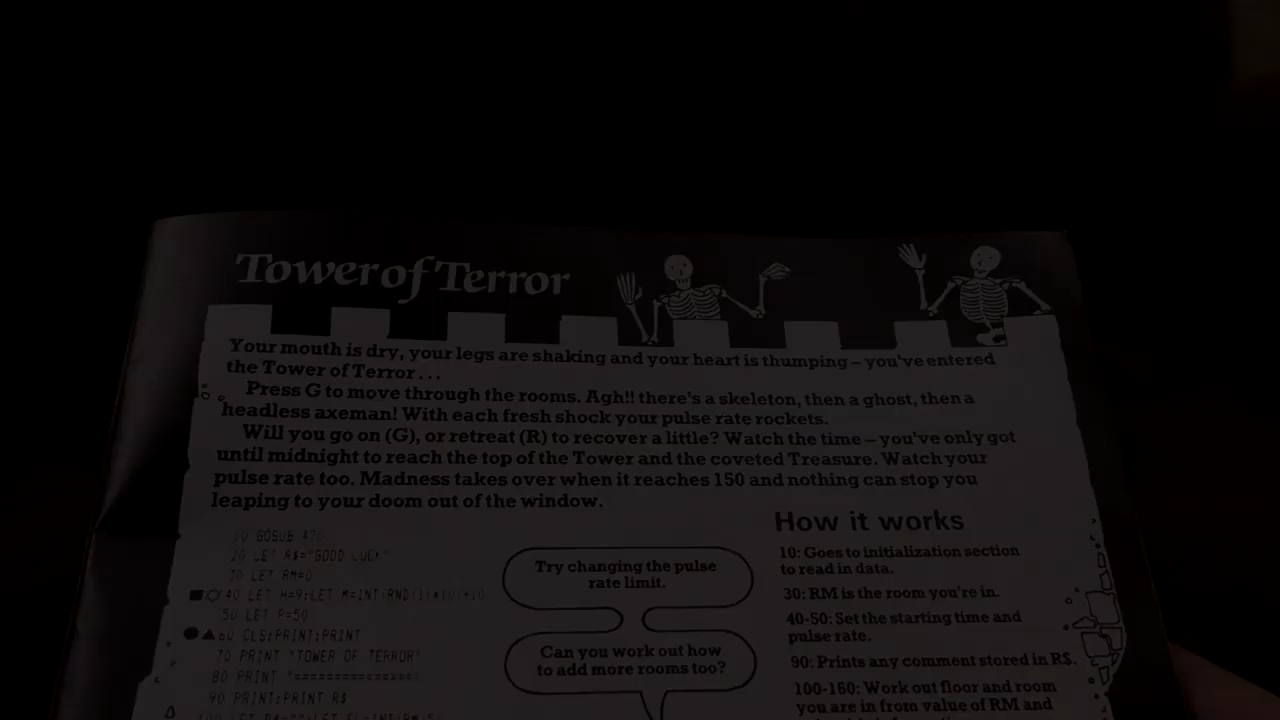 Tower of Terror
Your mouth is dry, your legs are shaking and your heart is thumping – you've entered
the Tower of Terror...
Press G to move through the rooms. Agh!! there's a skeleton, then a ghost, then a
headless axeman! With each fresh shock your pulse rate rockets.
Will you go on (G), or retreat (R) to recover a little? Watch the time – you've only got
until midnight to reach the top of the Tower and the coveted Treasure. Watch your
pulse rate too. Madness takes over when it reaches 150 and nothing can stop you
leaping to your doom out of the window.
10 GOSUB 470
20 LET R$="GOOD LUCK"
30 LET RM=0
40 LET H=9:LET M=INT(RND(1)*10)+10
50 LET P=50
60 CLS:PRINT:PRINT
70 PRINT "TOWER OF TERROR"
80 PRINT "==============="
90 PRINT:PRINT R$
Try changing the pulse
rate limit.
Can you work out how
to add more rooms too?
How it works
10: Goes to initialization section
to read in data.
30: RM is the room you're in.
40-50: Set the starting time and
pulse rate.
90: Prints any comment stored in R$.
100-160: Work out floor and room
you are in from value of RM and